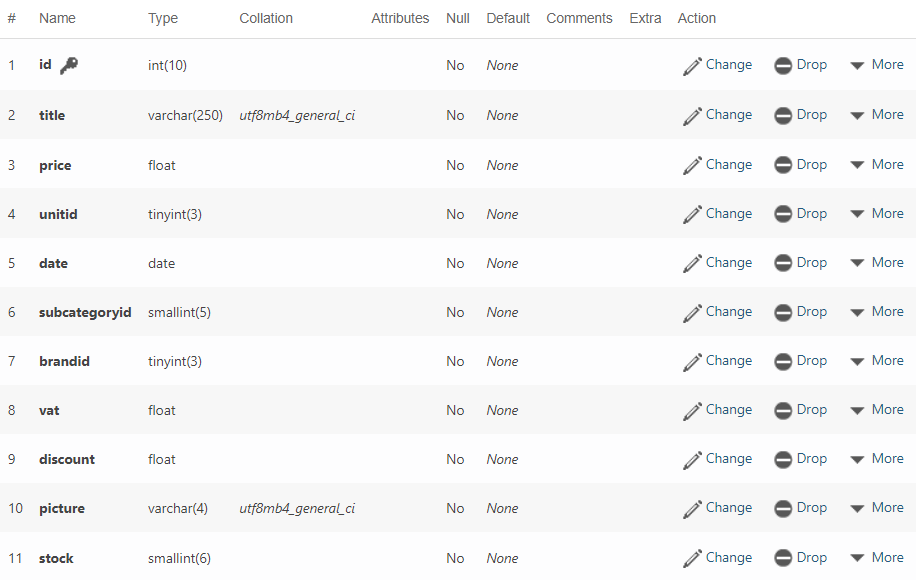 # Name Type Collation Attributes Null Default Comments Extra Action
1 id int(10) No None Change Drop More
2 title varchar(250) utf8mb4_general_ci No None Change Drop More
3 price float No None Change Drop More
4 unitid tinyint(3) No None Change Drop More
5 date date No None Change Drop More
6 subcategoryid smallint(5) No None Change Drop More
7 brandid tinyint(3) No None Change Drop More
8 vat float No None Change Drop More
9 discount float No None Change Drop More
10 picture varchar(4) utf8mb4_general_ci No None Change Drop More
11 stock smallint(6) No None Change Drop More